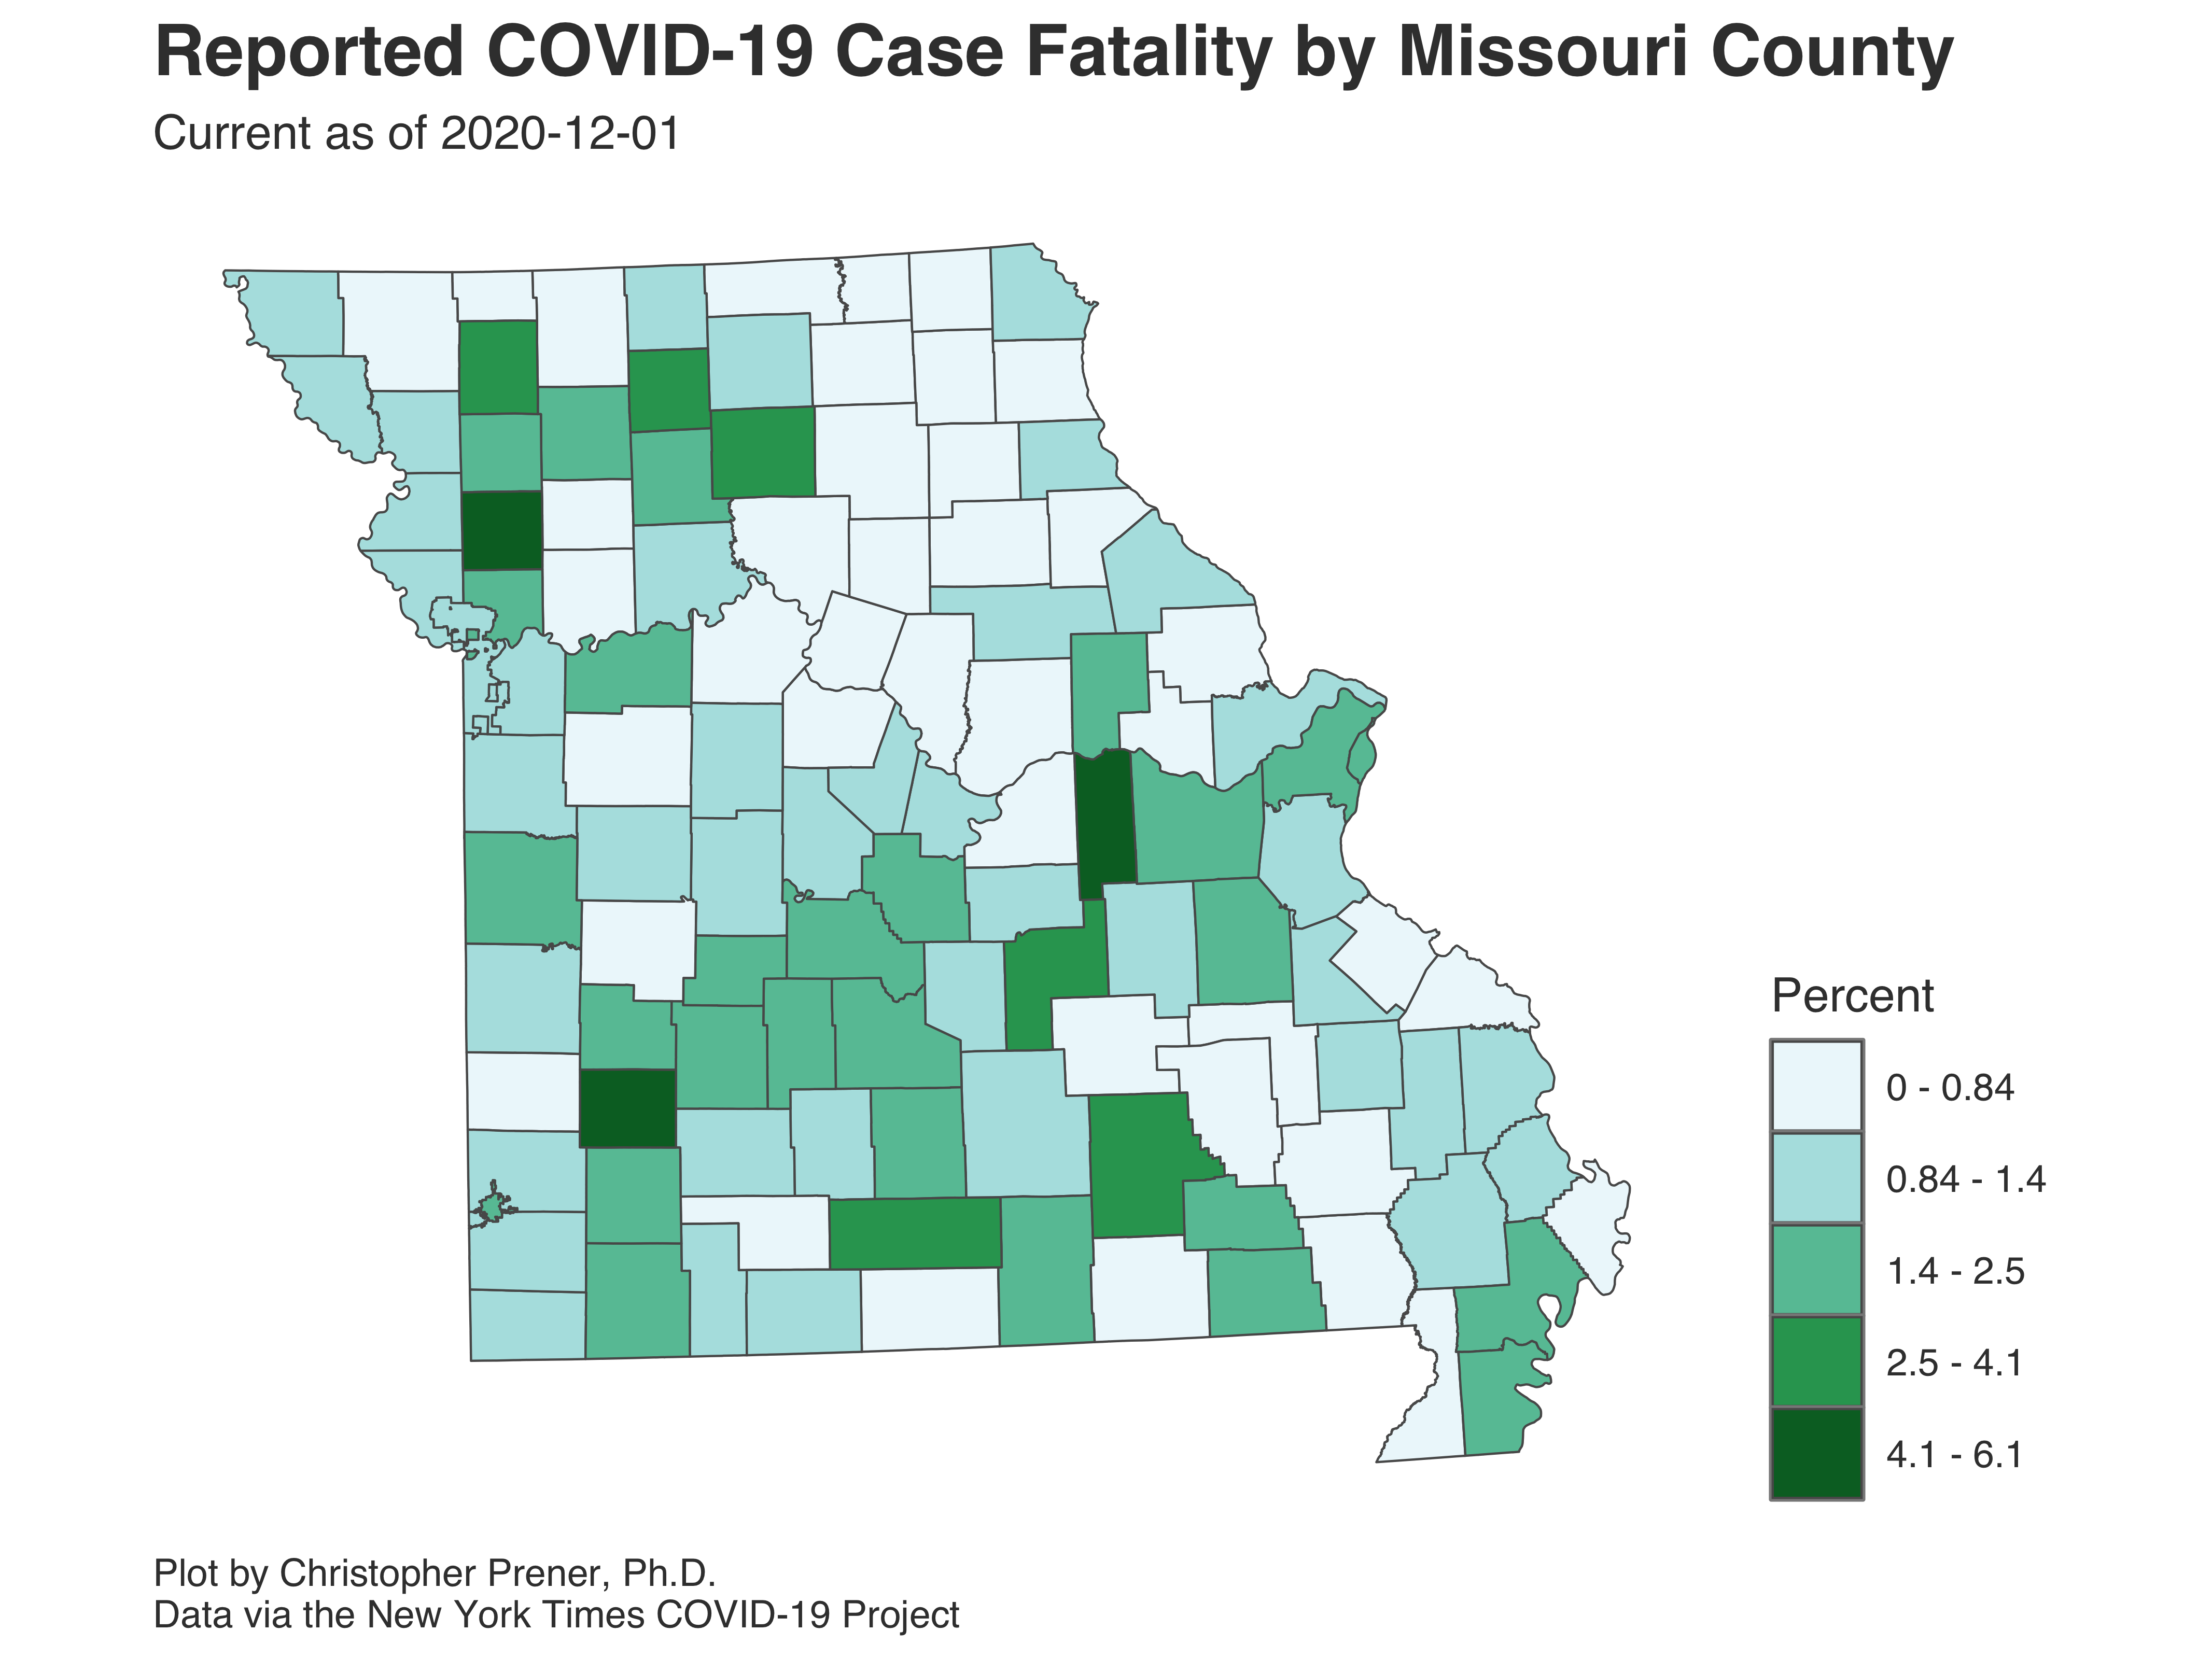 Reported COVID-19 Case Fatality by Missouri County
Current as of 2020-12-01
Percent
0 - 0.84
0.84 - 1.4
1.4 - 2.5
2.5 - 4.1
4.1 - 6.1
Plot by Christopher Prener, Ph.D.
Data via the New York Times COVID-19 Project